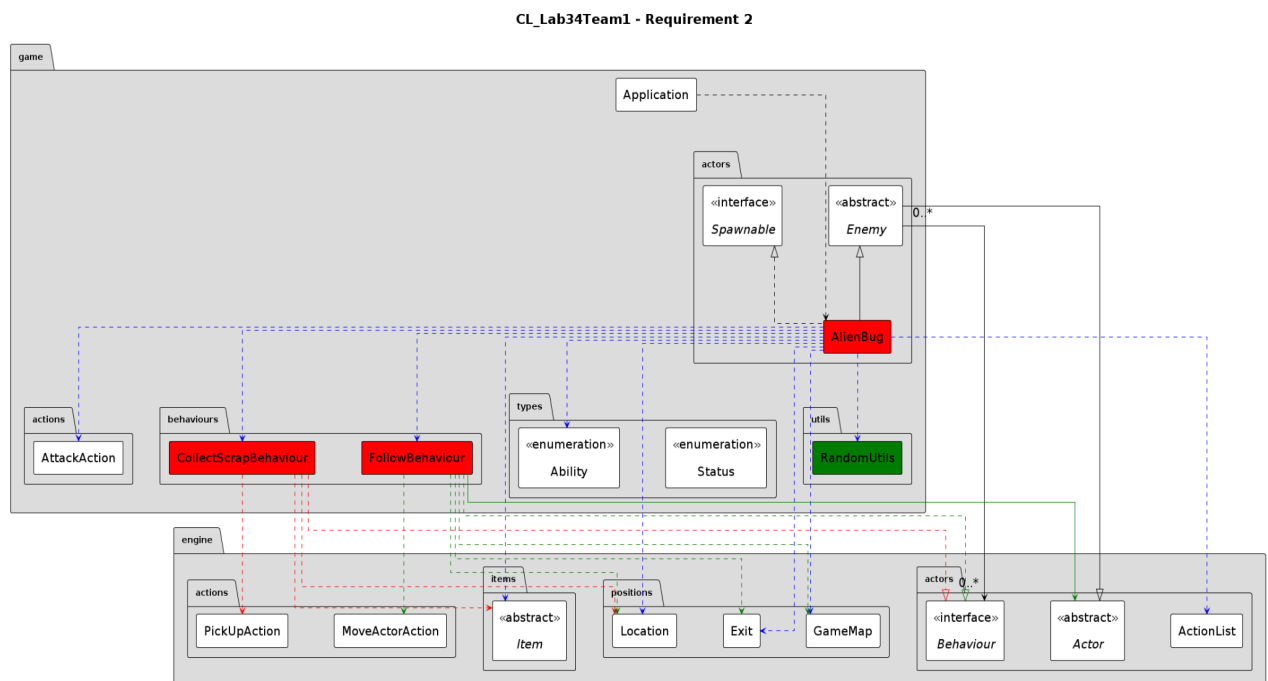 CL_Lab34Team1 - Requirement 2
game
Application
actors
«interface»
Spawnable
«abstract»
Enemy
0..*
AlienBug
actions
AttackAction
behaviours
CollectScrapBehaviour
FollowBehaviour
types
«enumeration»
Ability
«enumeration»
Status
utils
RandomUtils
engine
actions
PickUpAction
MoveActorAction
items
«abstract»
Item
positions
Location
Exit
GameMap
actors
0..*
«interface»
Behaviour
«abstract»
Actor
ActionList